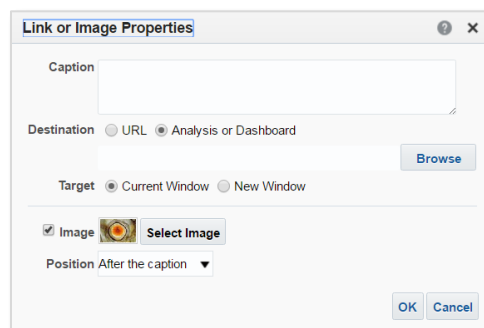 Link or Image Properties
Caption
Destination URL Analysis or Dashboard
Browse
Target Current Window New Window
Image Select Image
Position After the caption
OK Cancel